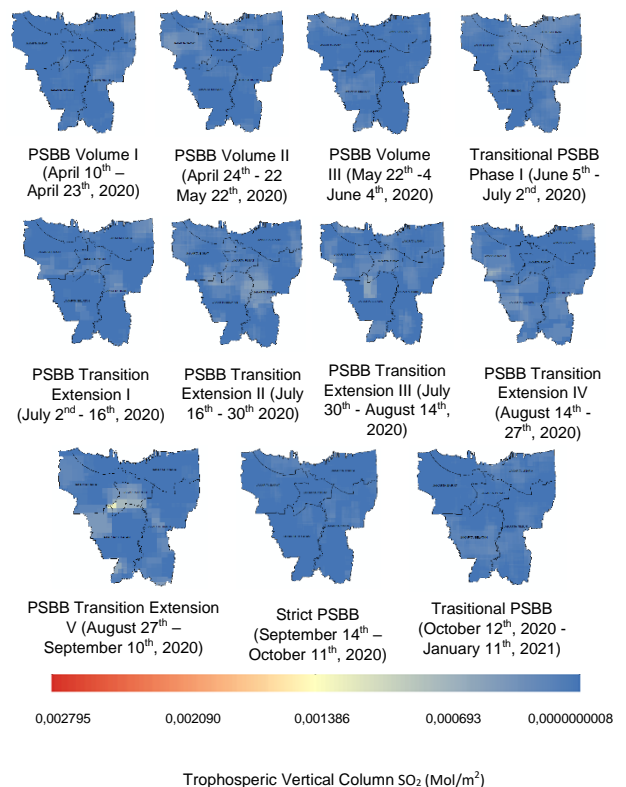 PSBB Volume I
(April 10th –
April 23th, 2020)
PSBB Volume II
(April 24th - 22
May 22th, 2020)
PSBB Volume
III (May 22th -4
June 4th, 2020)
Transitional PSBB
Phase I (June 5th -
July 2nd, 2020)
PSBB Transition
Extension I
(July 2nd - 16th, 2020)
PSBB Transition
Extension II (July
16th - 30th 2020)
PSBB Transition
Extension III (July
30th - August 14th,
2020)
PSBB Transition
Extension IV
(August 14th -
27th, 2020)
PSBB Transition Extension
V (August 27th –
September 10th, 2020)
Strict PSBB
(September 14th –
October 11th, 2020)
Trasitional PSBB
(October 12th, 2020 -
January 11th, 2021)
0,002795 0,002090 0,001386 0,000693 0,0000000008
Trophosperic Vertical Column SO₂ (Mol/m²)